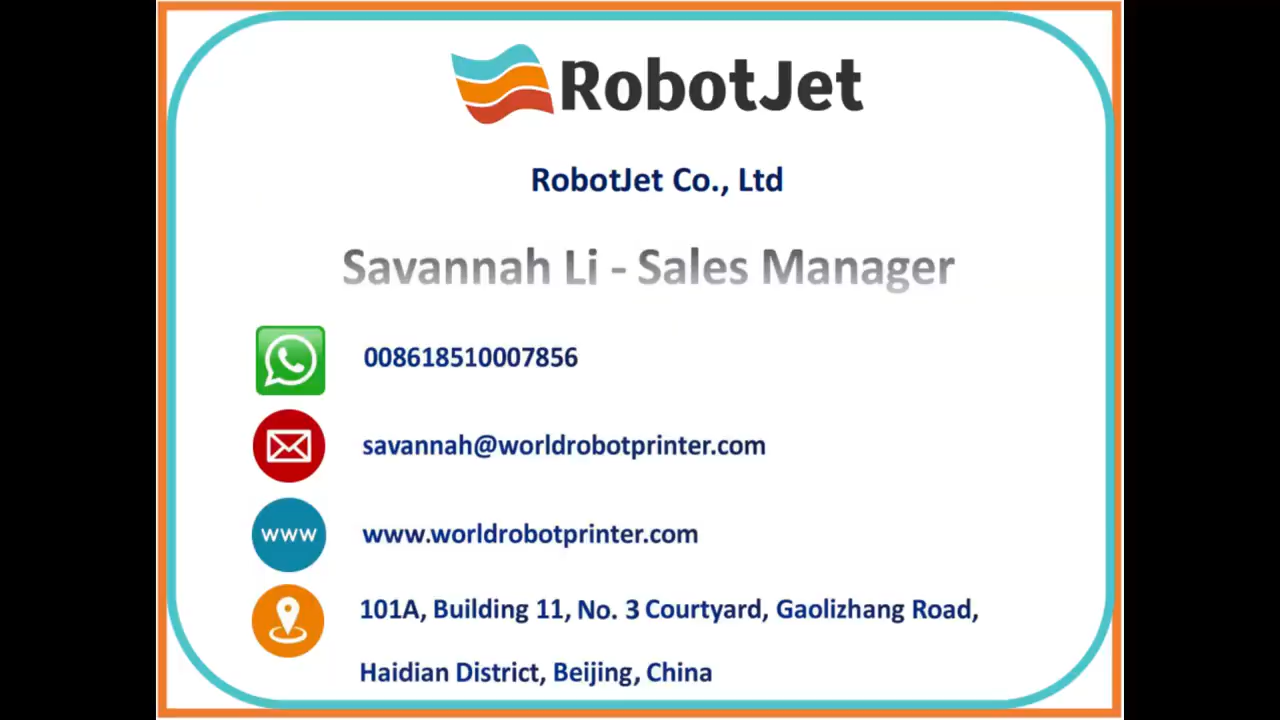 RobotJet
RobotJet Co., Ltd
Savannah Li - Sales Manager
008618510007856
savannah@worldrobotprinter.com
www
www.worldrobotprinter.com
101A, Building 11, No. 3 Courtyard, Gaolizhang Road,
Haidian District, Beijing, China